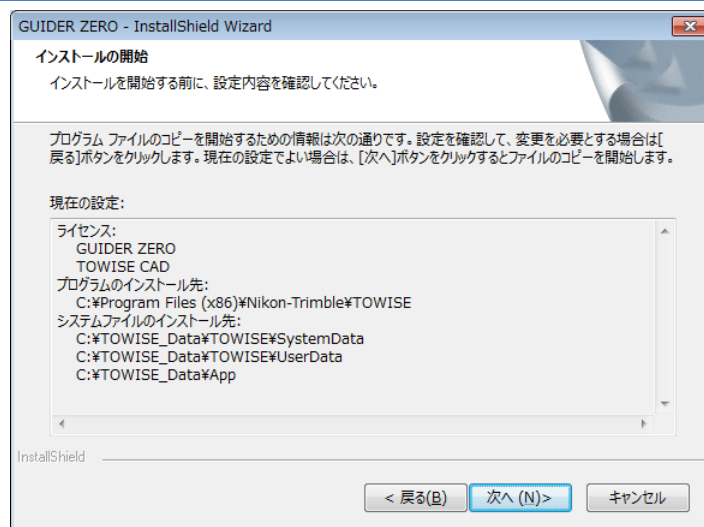 GUIDER ZERO - InstallShield Wizard
インストールの開始
インストールを開始する前に、設定内容を確認してください。
プログラム ファイルのコピーを開始するための情報は次の通りです。設定を確認して、変更を必要とする場合は[
戻る]ボタンをクリックします。現在の設定でよい場合は、[次へ]ボタンをクリックするとファイルのコピーを開始します。
現在の設定:
ライセンス:
GUIDER ZERO
TOWISE CAD
プログラムのインストール先:
C:¥Program Files (x86)¥Nikon-Trimble¥TOWISE
システムファイルのインストール先:
C:¥TOWISE_Data¥TOWISE¥SystemData
C:¥TOWISE_Data¥TOWISE¥UserData
C:¥TOWISE_Data¥App
InstallShield
< 戻る(B)
次へ (N)>
キャンセル